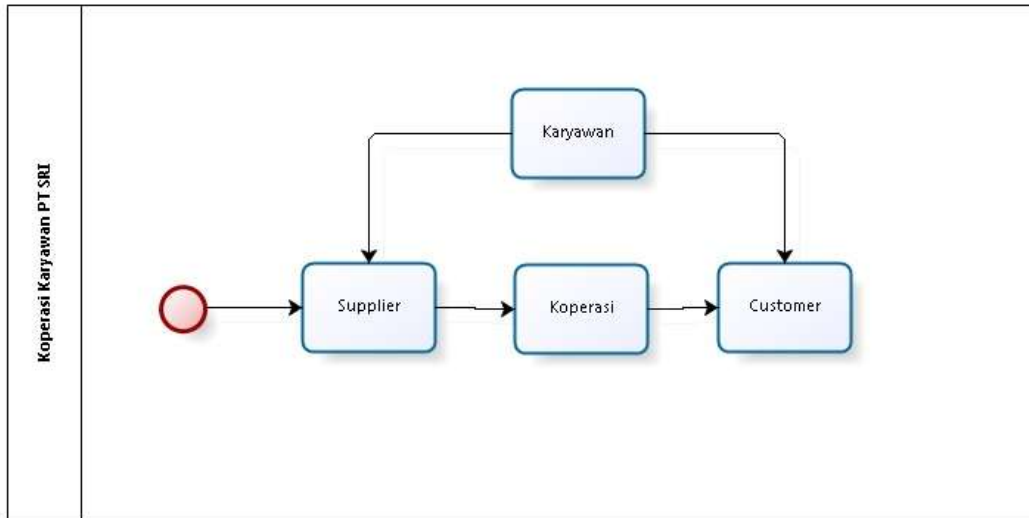 Koperasi Karyawan PT SRI
Karyawan
Supplier
Koperasi
Customer